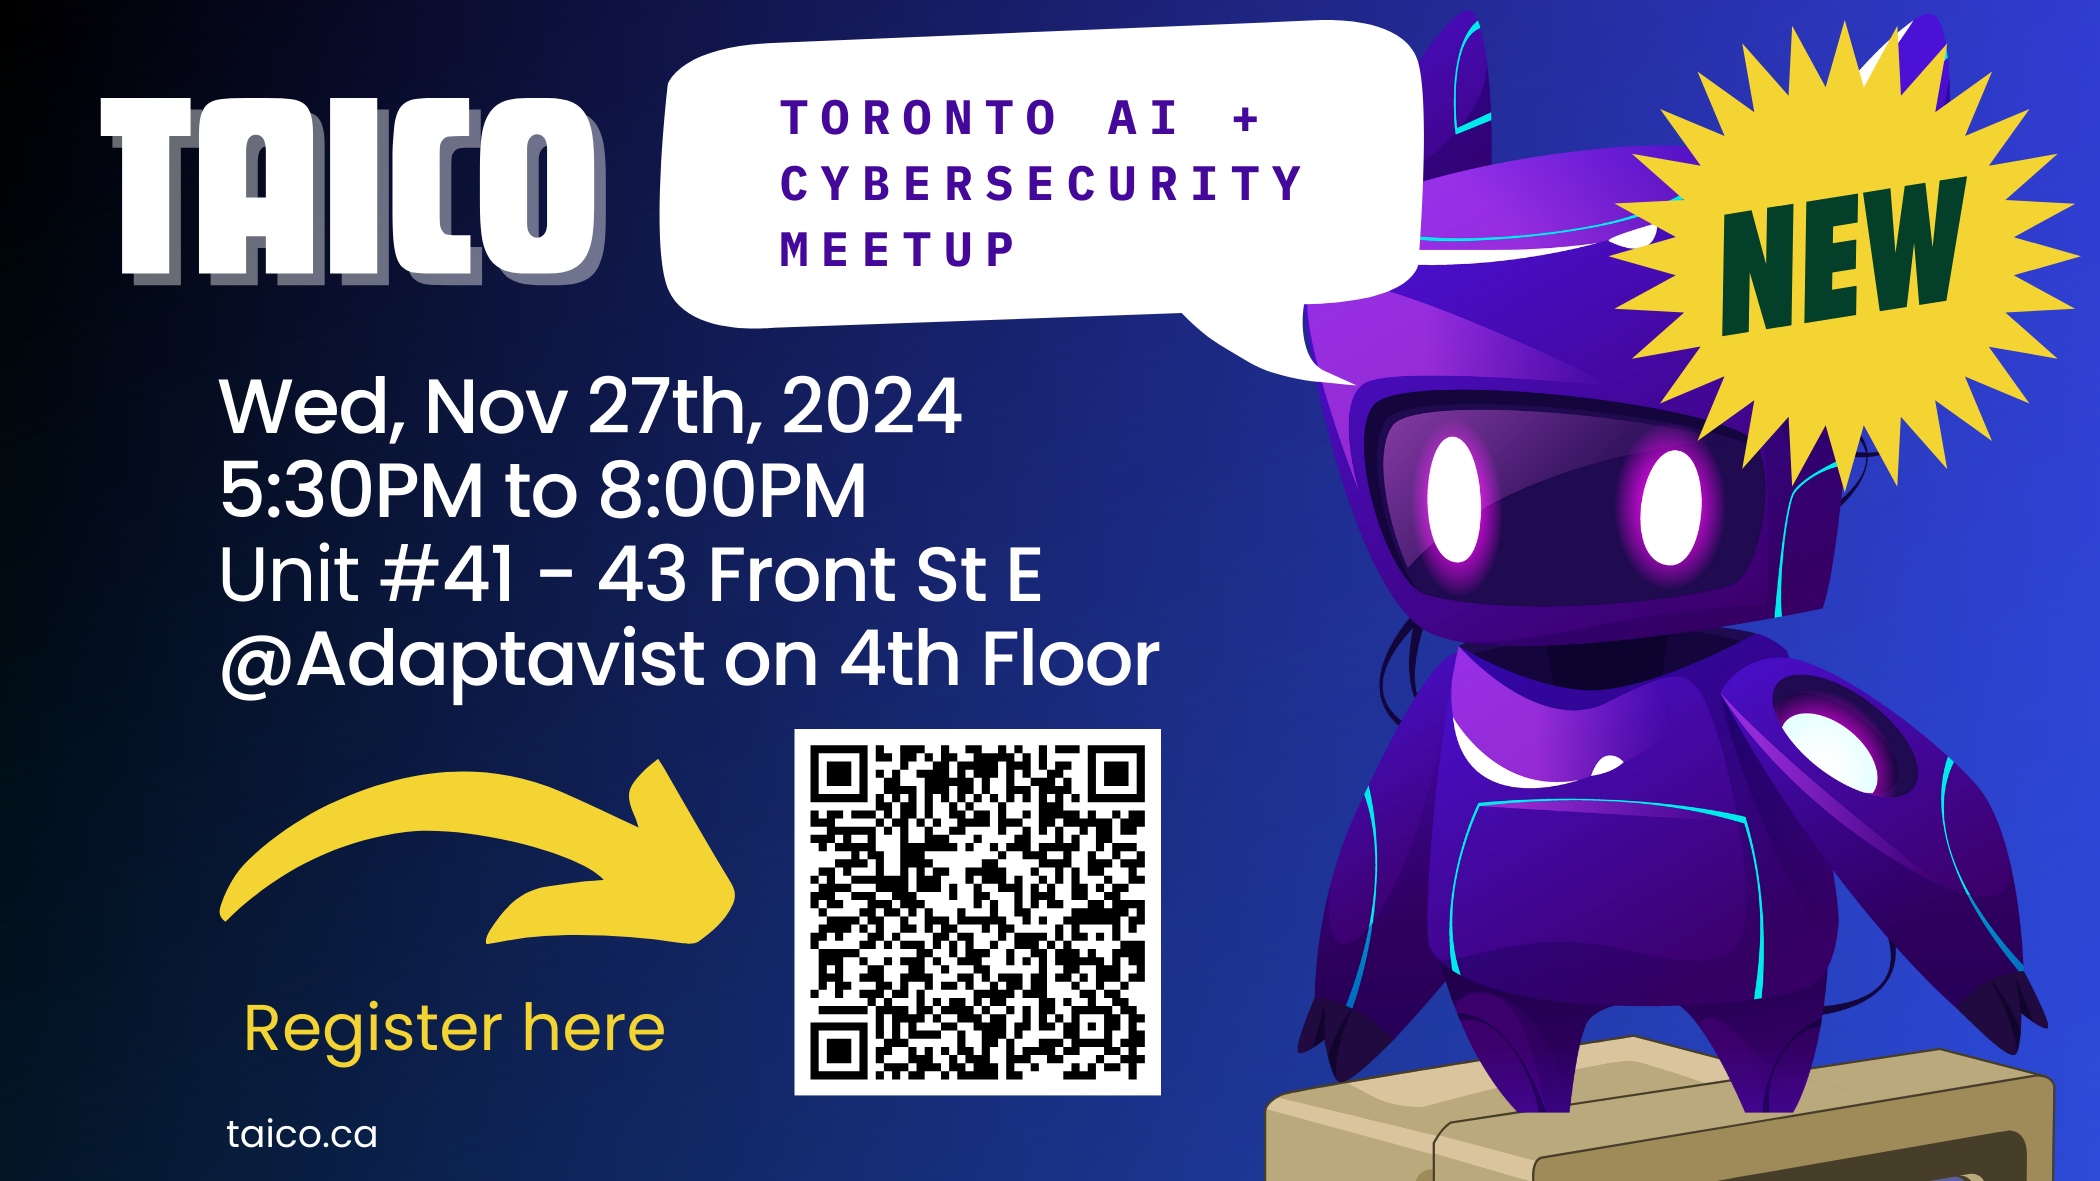 TAICO
TORONTO AI +
CYBERSECURITY
MEETUP
NEW
Wed, Nov 27th, 2024
5:30PM to 8:00PM
Unit #41 - 43 Front St E
@Adaptavist on 4th Floor
Register here
taico.ca